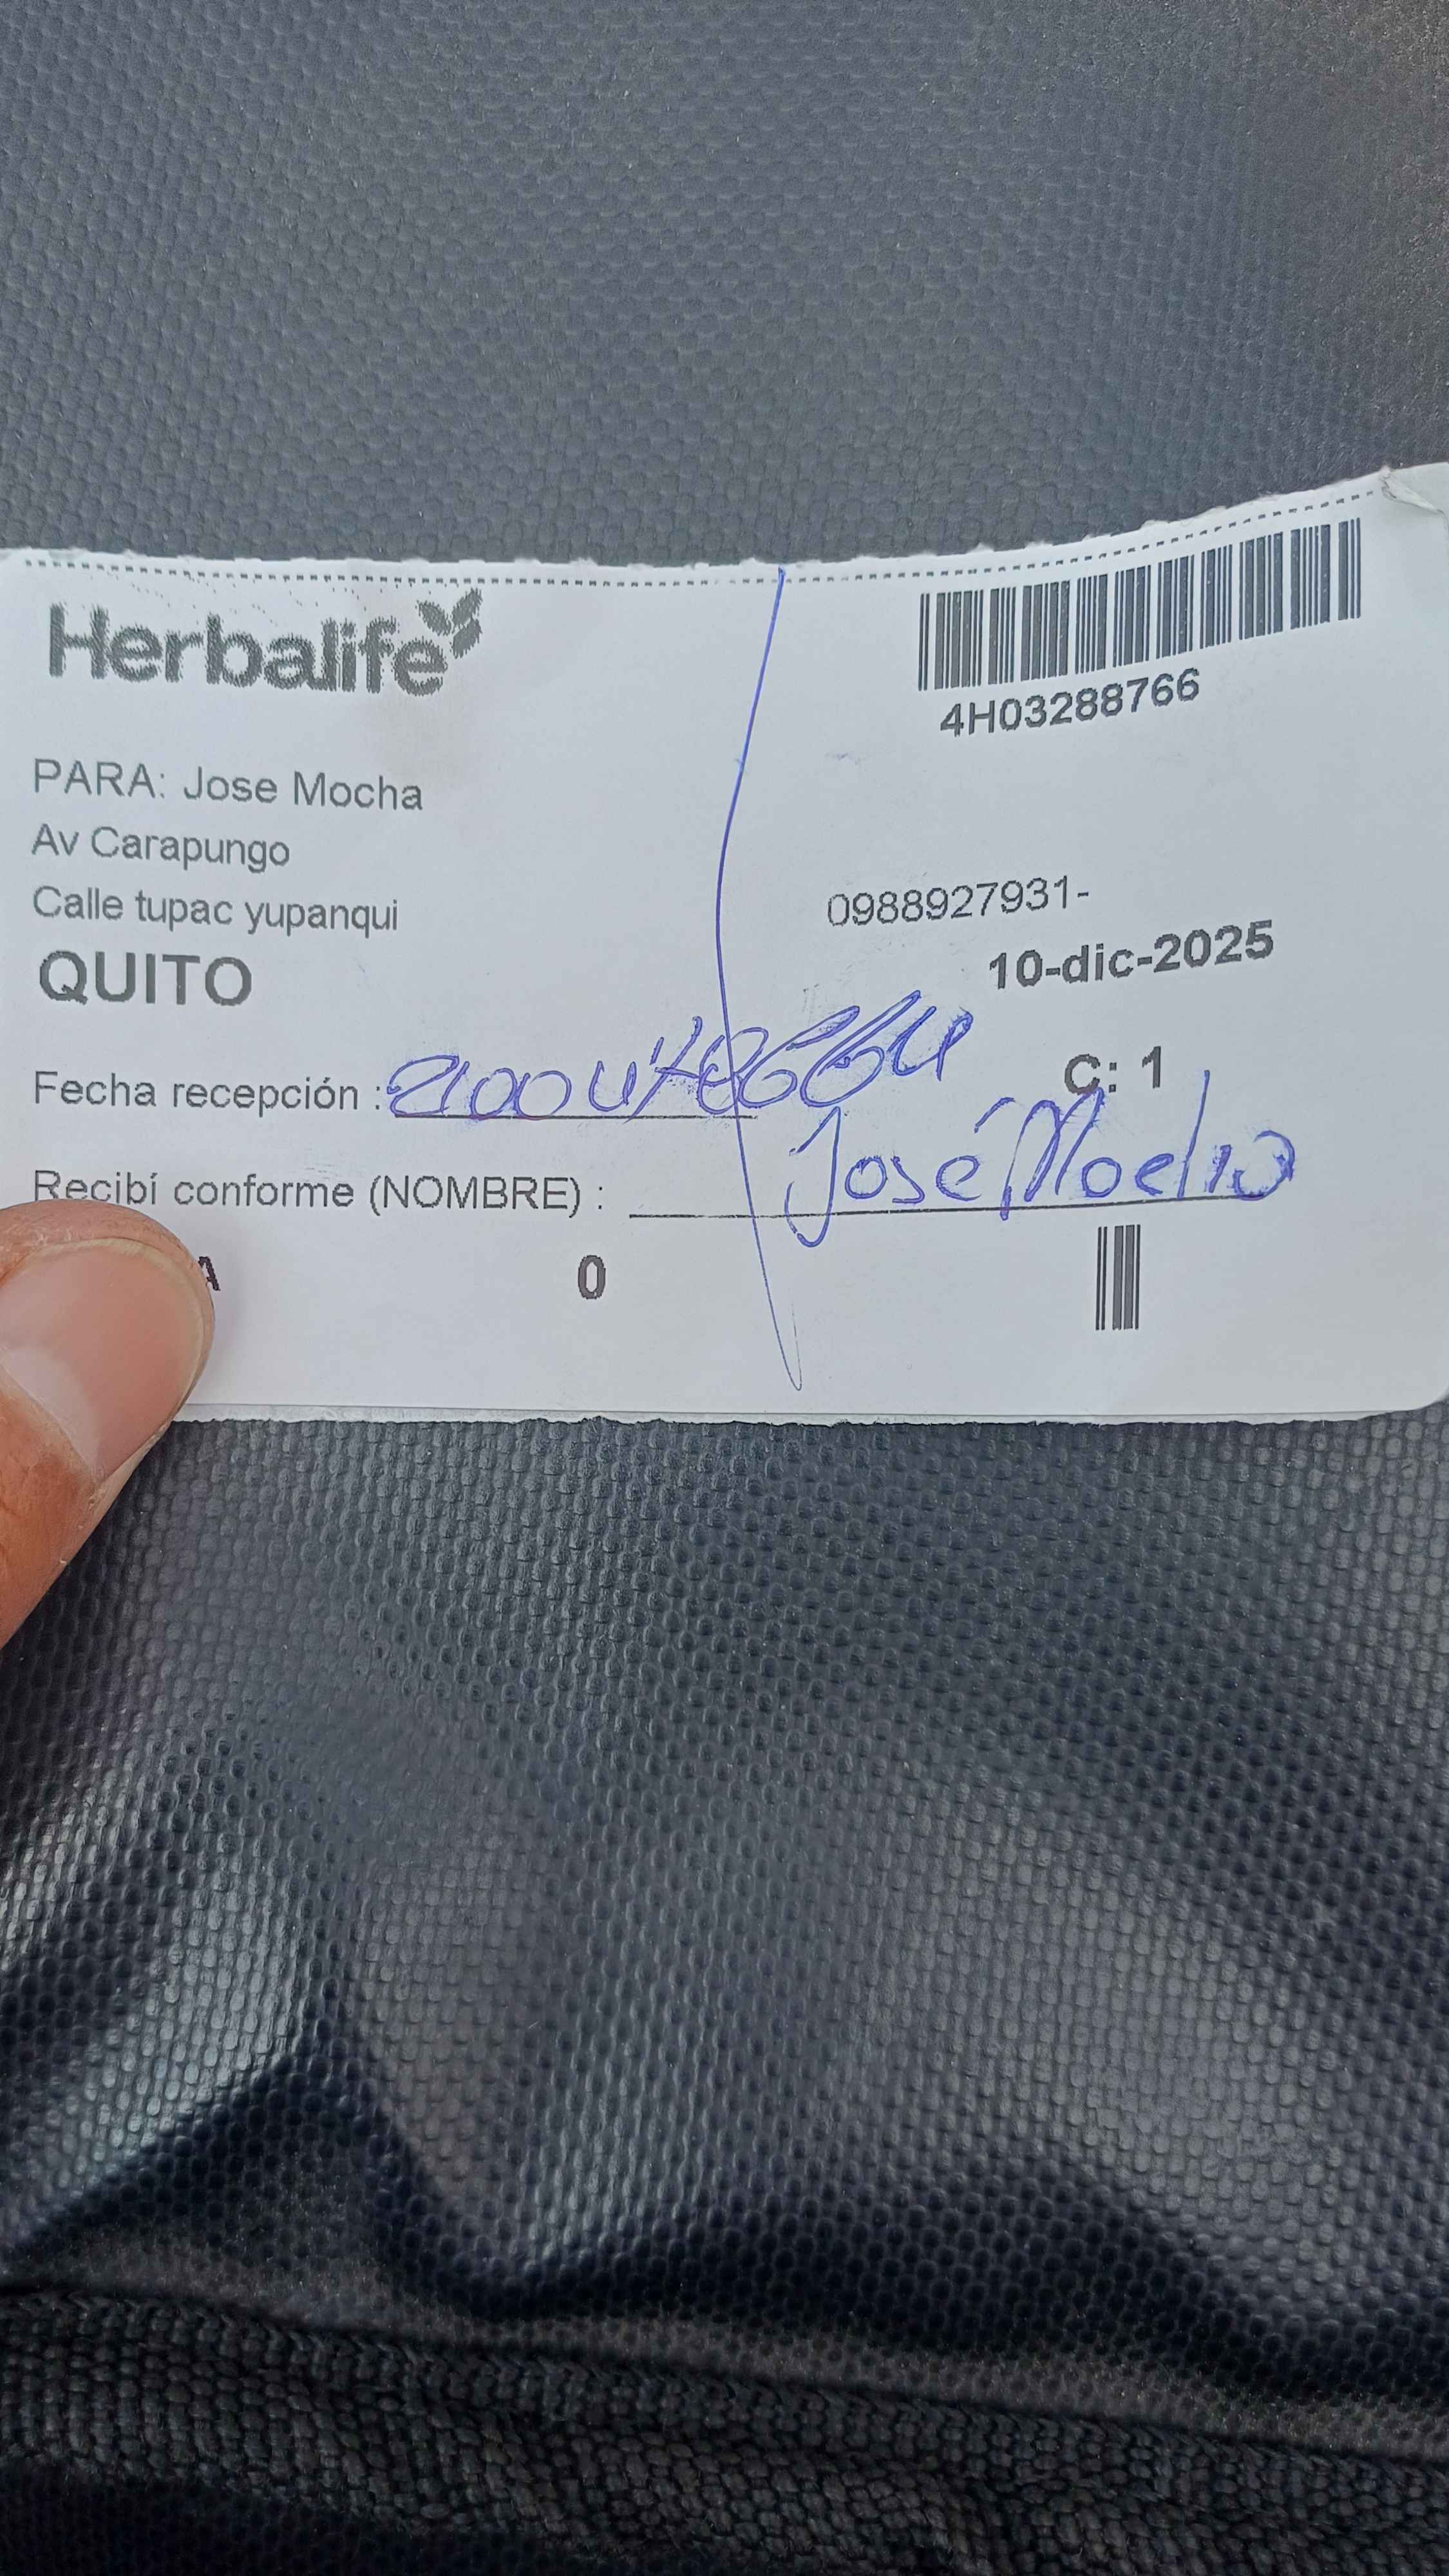 Herbalife
4H03288766
PARA: Jose Mocha
Av Carapungo
Calle tupac yupanqui
0988927931-
QUITO
10-dic-2025
C: 1
Fecha recepción :
Recibí conforme (NOMBRE) : José Mocha
0